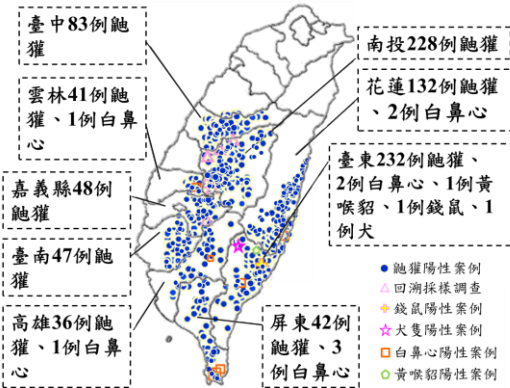 臺中83例鼬
獾
南投228例鼬獾
花蓮132例鼬獾
、2例白鼻心
雲林41例鼬
獾、1例白鼻
心
臺東232例鼬獾、
2例白鼻心、1例黃
喉貂、1例錢鼠、1
例犬
嘉義縣48例
鼬獾
臺南47例鼬
獾
高雄36例鼬
獾、1例白鼻
心
屏東42例
鼬獾、3
例白鼻心
鼬獾陽性案例
回溯採樣調查
錢鼠陽性案例
犬隻陽性案例
白鼻心陽性案例
黃喉貂陽性案例